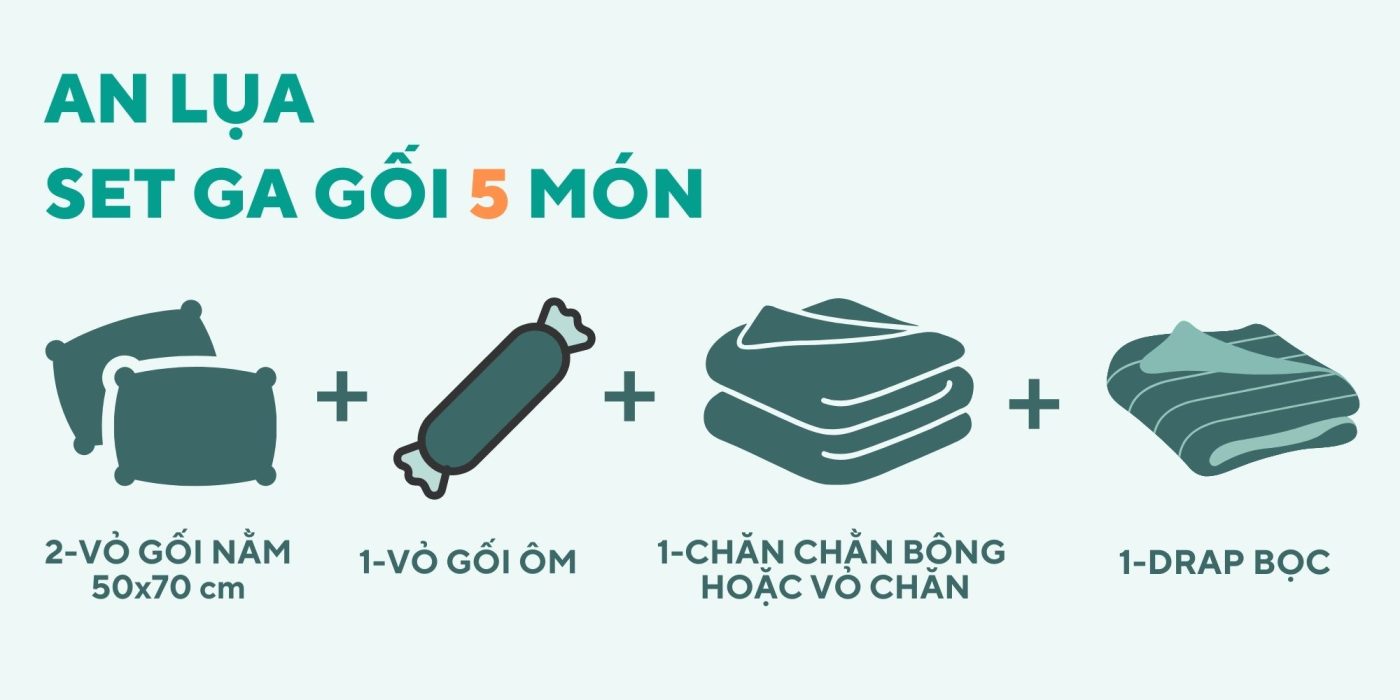 AN LỤA
SET GA GỐI 5 MÓN
2-VỎ GỐI NẰM
50x70 cm
1-VỎ GỐI ÔM
1-CHĂN CHẰN BÔNG
HOẶC VỎ CHĂN
1-DRAP BỌC